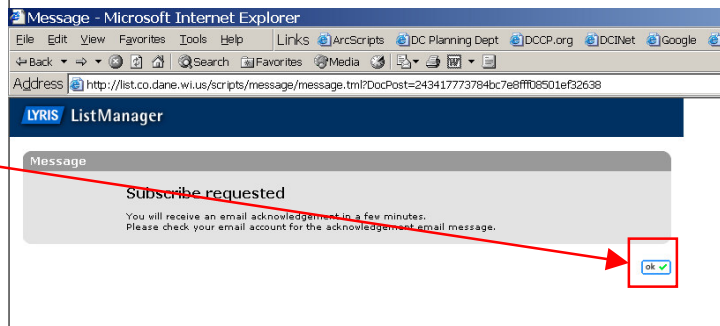 Message - Microsoft Internet Explorer
File Edit View Favorites Tools Help Links ArcScripts DC Planning Dept DCCP.org DCINet Google
Back Search Favorites Media
Address http://list.co.dane.wi.us/scripts/message/message.tml?DocPost=243417773784bc7e8fff08501ef32638
LYRIS ListManager
Message
Subscribe requested
You will receive an email acknowledgement in a few minutes.
Please check your email account for the acknowledgement email message.
ok